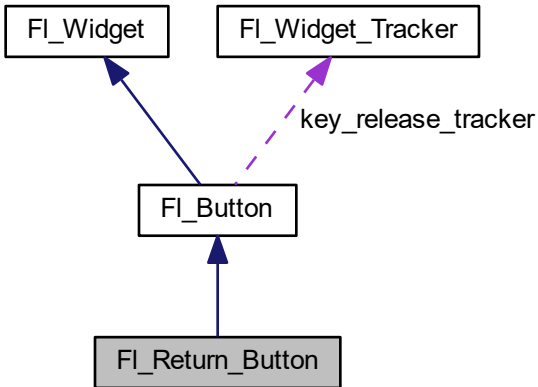 Fl_Widget
Fl_Widget_Tracker
key_release_tracker
Fl_Button
Fl_Return_Button